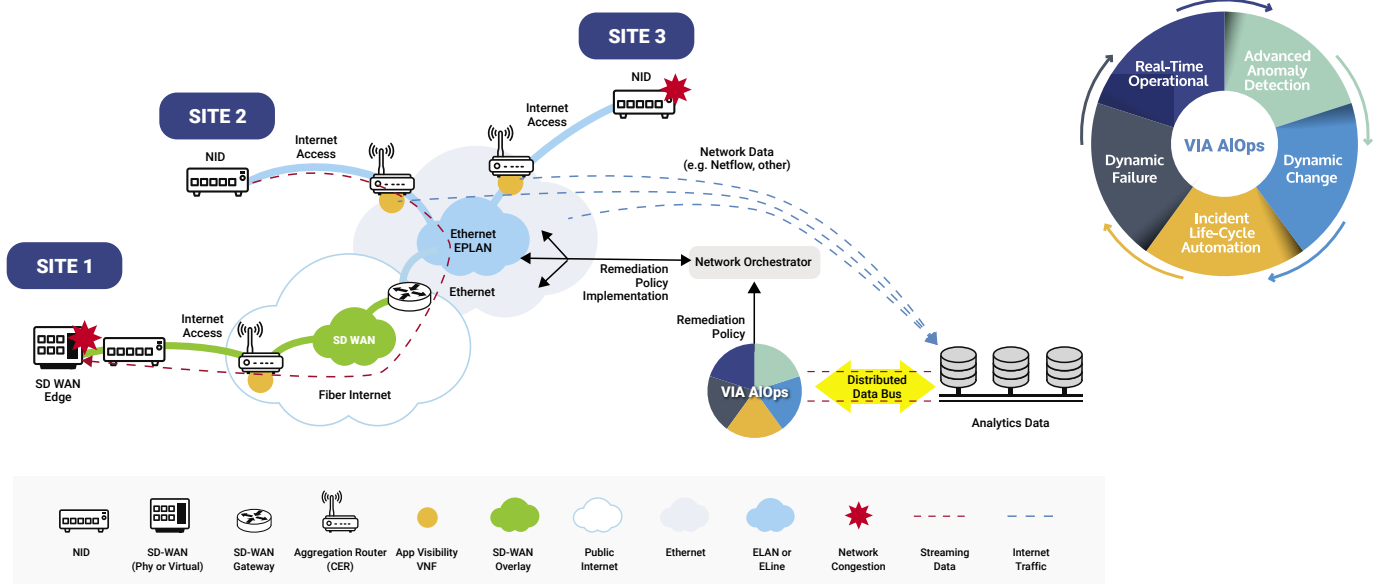 SITE 3
NID
Internet
Access
SITE 2
NID
Internet
Access
Network Data
(e.g. Netflow, other)
Ethernet
EPLAN
SITE 1
Ethernet
Remediation
Policy
Implementation
Network Orchestrator
Internet
Access
SD WAN
Remediation
Policy
SD WAN
Edge
Fiber Internet
VIA AIOps
Distributed
Data Bus
Analytics Data
Real-Time
Operational
Advanced
Anomaly
Detection
VIA AIOps
Dynamic
Failure
Dynamic
Change
Incident
Life-Cycle
Automation
NID
SD-WAN
(Phy or Virtual)
SD-WAN
Gateway
Aggregation Router
(CER)
App Visibility
VNF
SD-WAN
Overlay
Public
Internet
Ethernet
ELAN or
ELine
Network
Congestion
Streaming
Data
Internet
Traffic